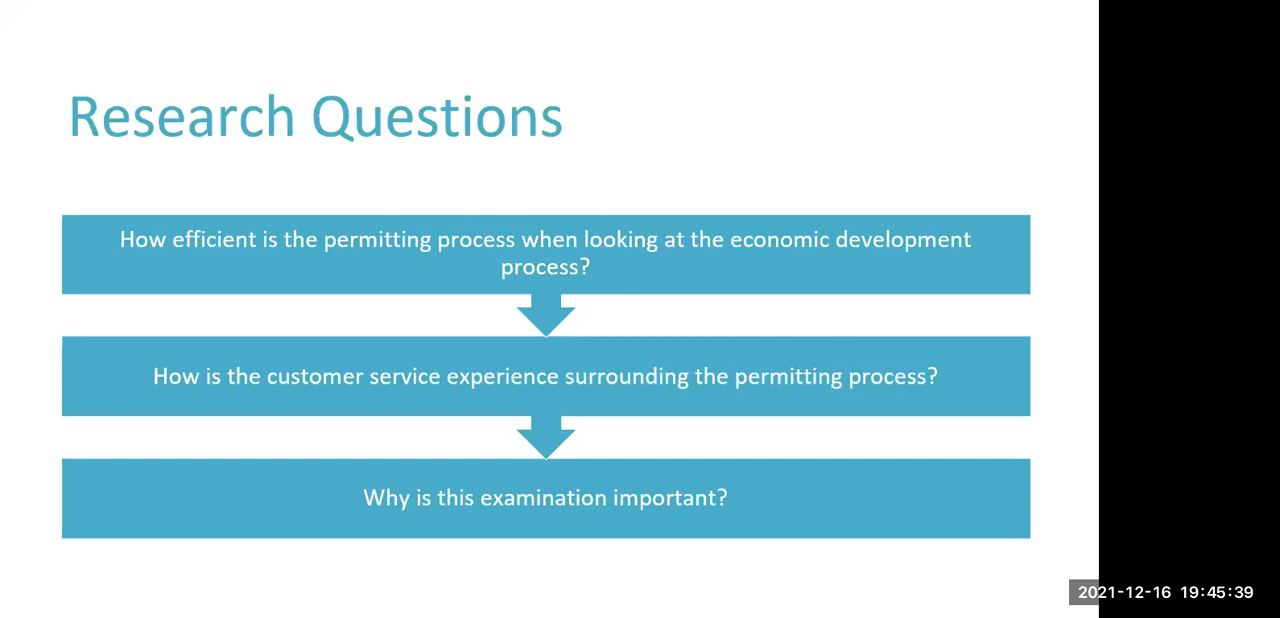 Research Questions
How efficient is the permitting process when looking at the economic development
process?
How is the customer service experience surrounding the permitting process?
Why is this examination important?
2021-12-16 19:45:39